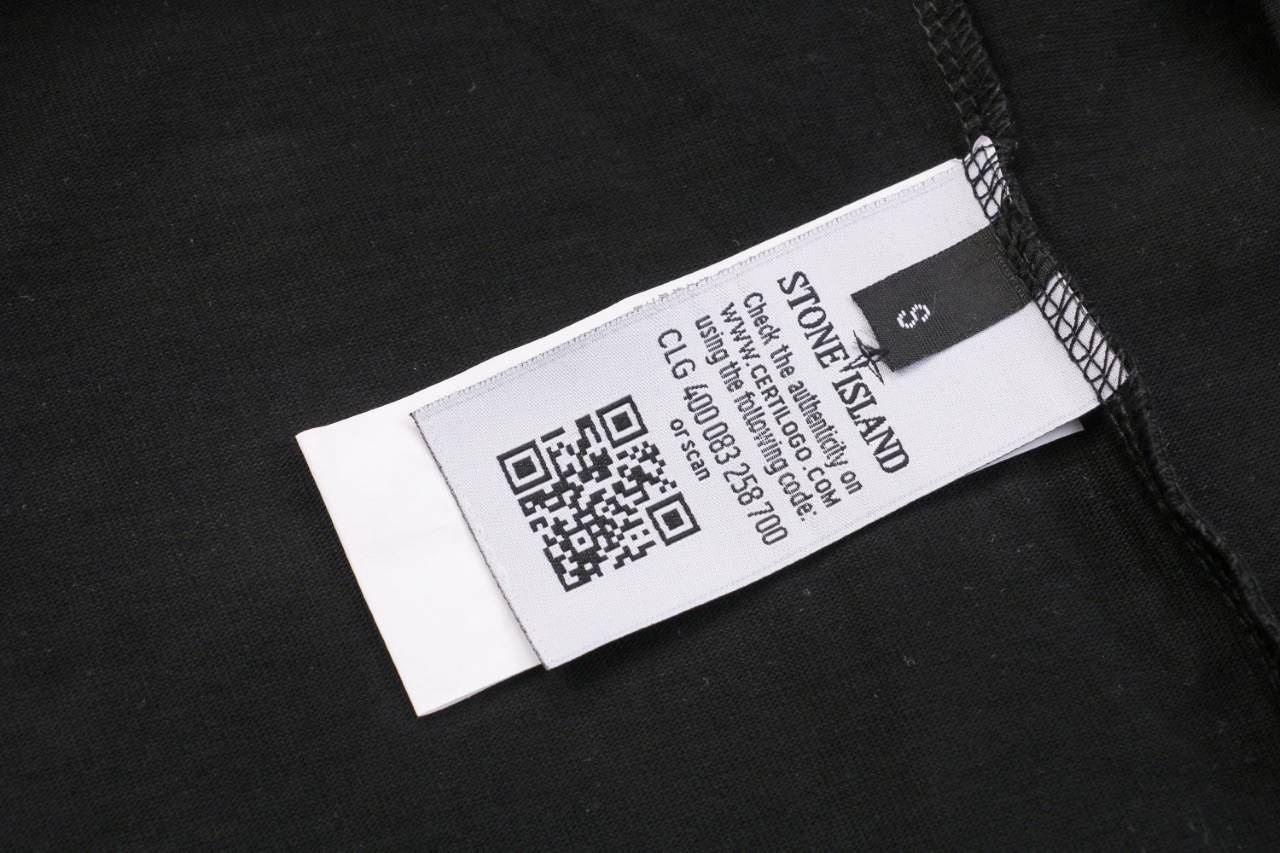 S
STONE ISLAND
Check the authenticity on
WWW.CERTILOGO.COM
using the following code:
CLG 400 083 258 700
or scan